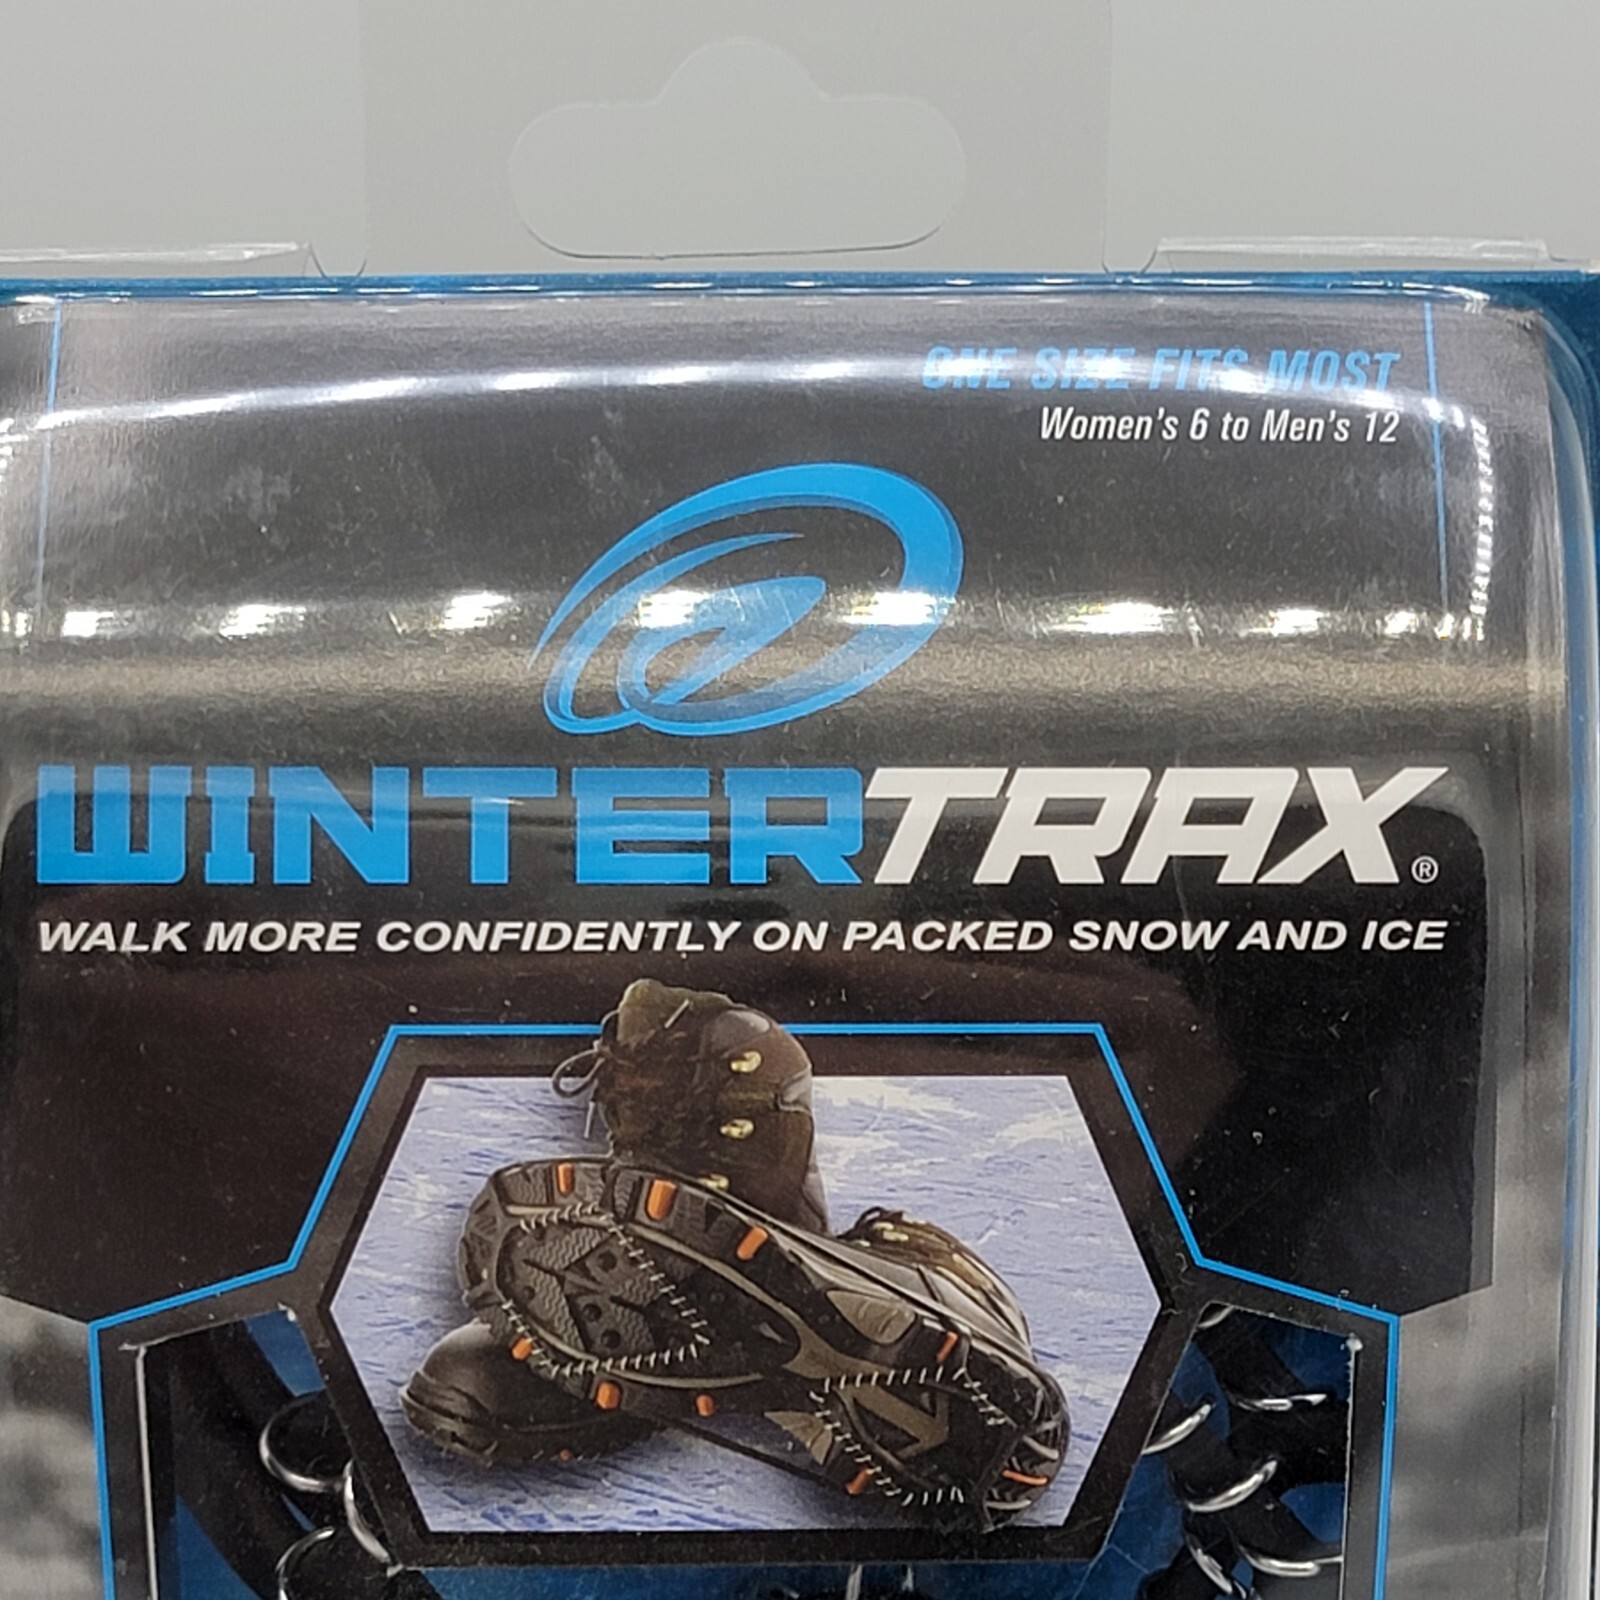 ONE SIZE FITS MOST
Women's 6 to Men's 12
WINTERTRAX®
WALK MORE CONFIDENTLY ON PACKED SNOW AND ICE